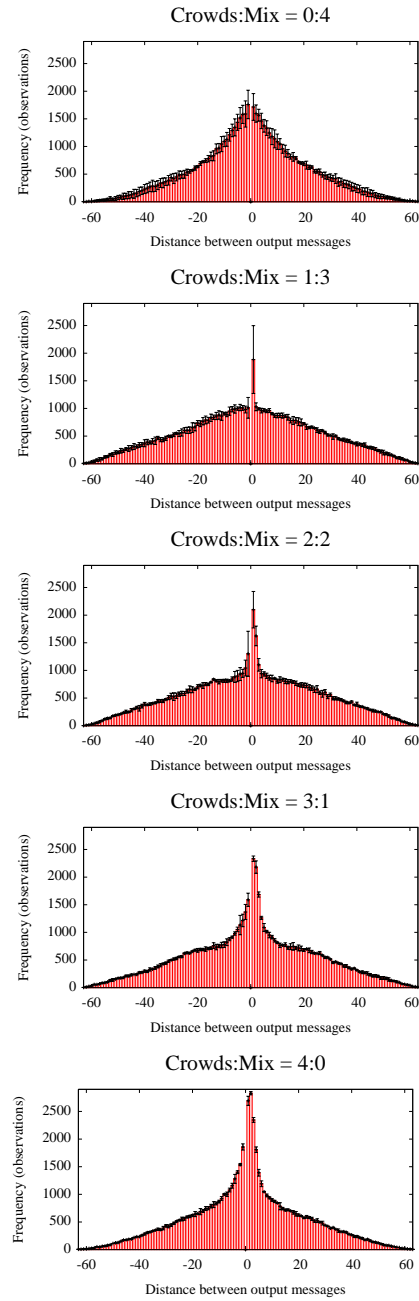 Crowds:Mix = 0:4
Frequency (observations)
2500
2000
1500
1000
500
0
-60 -40 -20 0 20 40 60
Distance between output messages
Crowds:Mix = 1:3
Frequency (observations)
2500
2000
1500
1000
500
0
-60 -40 -20 0 20 40 60
Distance between output messages
Crowds:Mix = 2:2
Frequency (observations)
2500
2000
1500
1000
500
0
-60 -40 -20 0 20 40 60
Distance between output messages
Crowds:Mix = 3:1
Frequency (observations)
2500
2000
1500
1000
500
0
-60 -40 -20 0 20 40 60
Distance between output messages
Crowds:Mix = 4:0
Frequency (observations)
2500
2000
1500
1000
500
0
-60 -40 -20 0 20 40 60
Distance between output messages